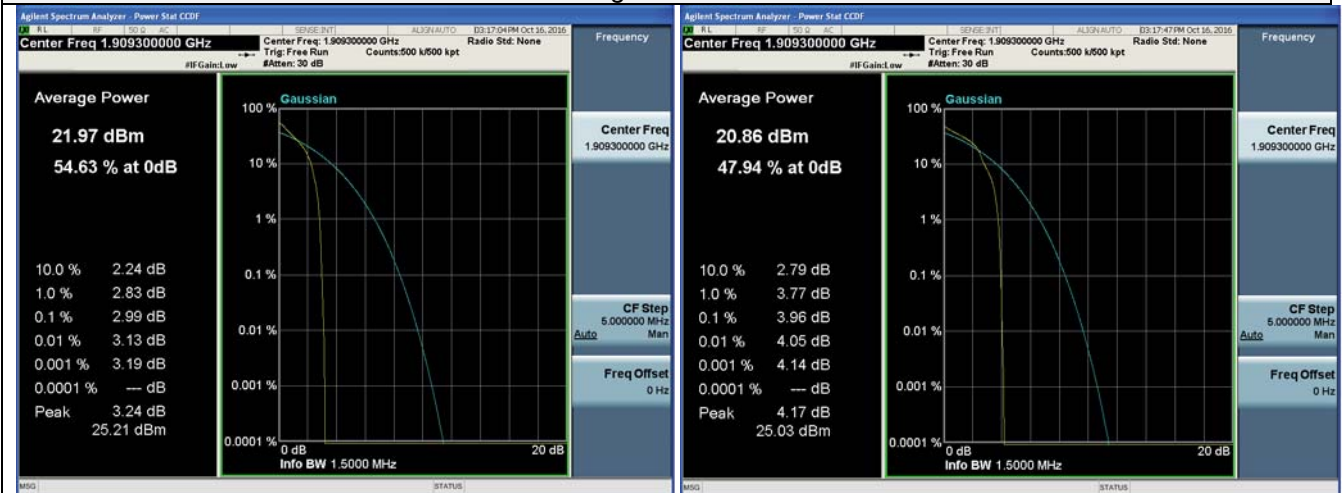 Agilent Spectrum Analyzer - Power Stat CCDF
RL RF 50 Ω AC SENSE:INT ALIGN AUTO 03:17:04 PM Oct 16, 2016
Center Freq 1.909300000 GHz
Center Freq: 1.909300000 GHz
Radio Std: None
Trig: Free Run
Counts:500 k/500 kpt
#IFGain:Low
#Atten: 30 dB
Frequency
Average Power
21.97 dBm
54.63 % at 0dB
10.0 % 2.24 dB
1.0 % 2.83 dB
0.1 % 2.99 dB
0.01 % 3.13 dB
0.001 % 3.19 dB
0.0001 % --- dB
Peak 3.24 dB
25.21 dBm
Gaussian
100 %
10 %
1 %
0.1 %
0.01 %
0.001 %
0.0001 %
0 dB
20 dB
Info BW 1.5000 MHz
Center Freq
1.909300000 GHz
CF Step
5.000000 MHz
Auto Man
Freq Offset
0 Hz
MSG
STATUS
Agilent Spectrum Analyzer - Power Stat CCDF
RL RF 50 Ω AC SENSE:INT ALIGN AUTO 03:17:47 PM Oct 16, 2016
Center Freq 1.909300000 GHz
Center Freq: 1.909300000 GHz
Radio Std: None
Trig: Free Run
Counts:500 k/500 kpt
#IFGain:Low
#Atten: 30 dB
Frequency
Average Power
20.86 dBm
47.94 % at 0dB
10.0 % 2.79 dB
1.0 % 3.77 dB
0.1 % 3.96 dB
0.01 % 4.05 dB
0.001 % 4.14 dB
0.0001 % --- dB
Peak 4.17 dB
25.03 dBm
Gaussian
100 %
10 %
1 %
0.1 %
0.01 %
0.001 %
0.0001 %
0 dB
20 dB
Info BW 1.5000 MHz
Center Freq
1.909300000 GHz
CF Step
5.000000 MHz
Auto Man
Freq Offset
0 Hz
MSG
STATUS